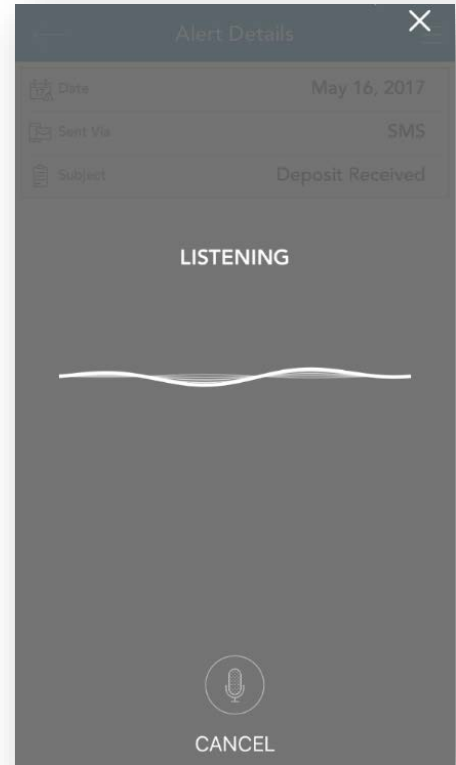 Alert Details
Date May 16, 2017
Sent Via SMS
Subject Deposit Received
LISTENING
CANCEL